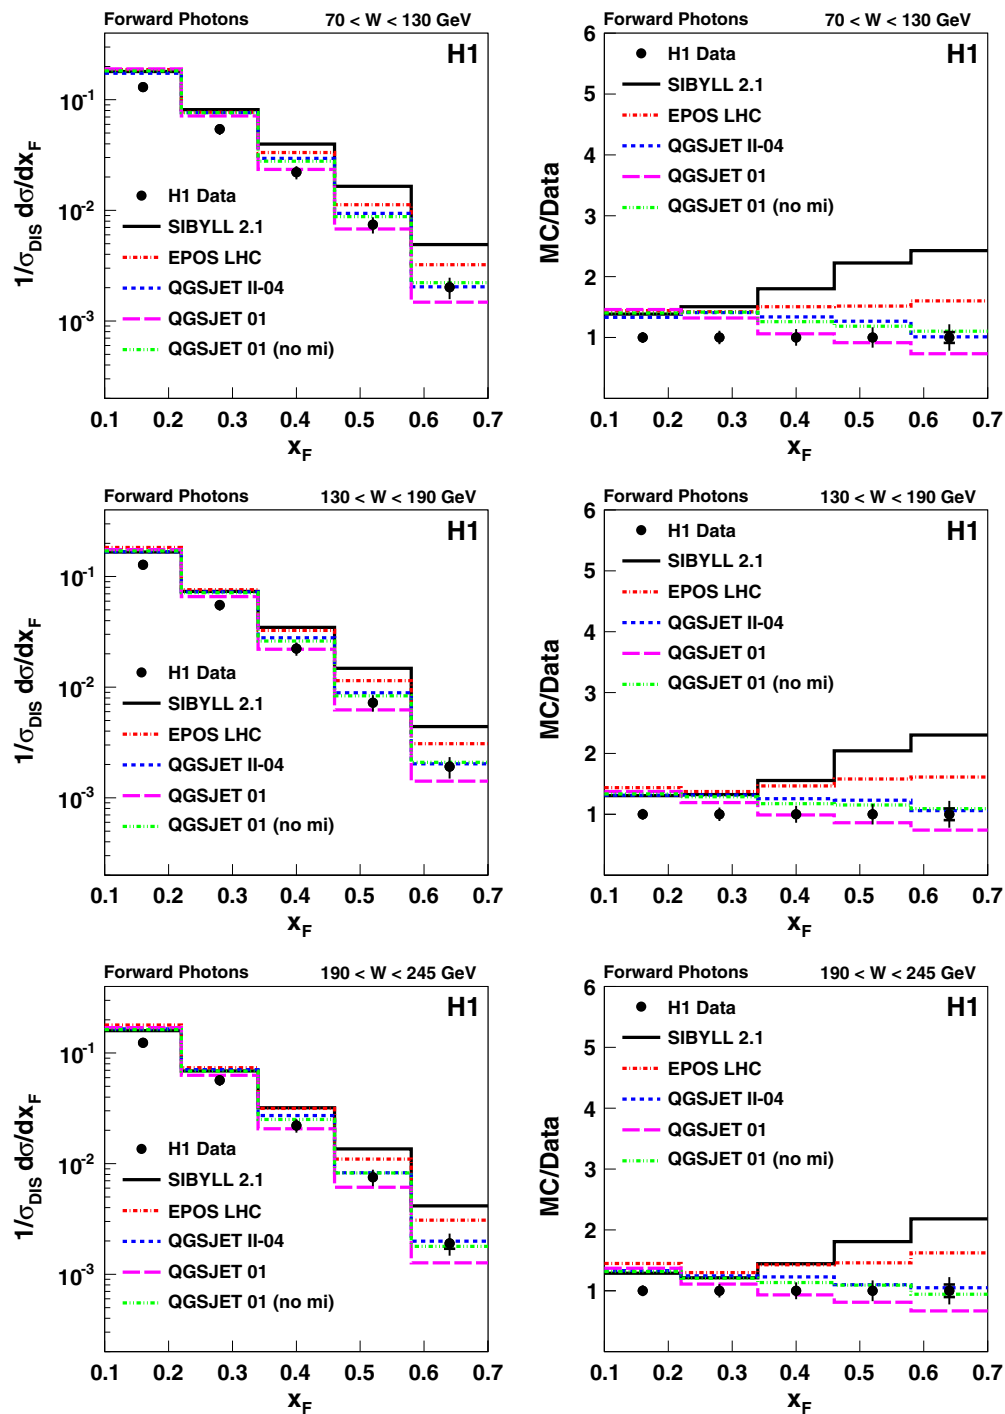 Forward Photons 70 < W < 130 GeV
H1
10⁻¹
10⁻²
10⁻³
1/σ_DIS dσ/dx_F
H1 Data
SIBYLL 2.1
EPOS LHC
QGSJET II-04
QGSJET 01
QGSJET 01 (no mi)
0.1 0.2 0.3 0.4 0.5 0.6 0.7
x_F
Forward Photons 70 < W < 130 GeV
H1
6
5
4
3
2
1
MC/Data
H1 Data
SIBYLL 2.1
EPOS LHC
QGSJET II-04
QGSJET 01
QGSJET 01 (no mi)
0.1 0.2 0.3 0.4 0.5 0.6 0.7
x_F
Forward Photons 130 < W < 190 GeV
H1
10⁻¹
10⁻²
10⁻³
1/σ_DIS dσ/dx_F
H1 Data
SIBYLL 2.1
EPOS LHC
QGSJET II-04
QGSJET 01
QGSJET 01 (no mi)
0.1 0.2 0.3 0.4 0.5 0.6 0.7
x_F
Forward Photons 130 < W < 190 GeV
H1
6
5
4
3
2
1
MC/Data
H1 Data
SIBYLL 2.1
EPOS LHC
QGSJET II-04
QGSJET 01
QGSJET 01 (no mi)
0.1 0.2 0.3 0.4 0.5 0.6 0.7
x_F
Forward Photons 190 < W < 245 GeV
H1
10⁻¹
10⁻²
10⁻³
1/σ_DIS dσ/dx_F
H1 Data
SIBYLL 2.1
EPOS LHC
QGSJET II-04
QGSJET 01
QGSJET 01 (no mi)
0.1 0.2 0.3 0.4 0.5 0.6 0.7
x_F
Forward Photons 190 < W < 245 GeV
H1
6
5
4
3
2
1
MC/Data
H1 Data
SIBYLL 2.1
EPOS LHC
QGSJET II-04
QGSJET 01
QGSJET 01 (no mi)
0.1 0.2 0.3 0.4 0.5 0.6 0.7
x_F